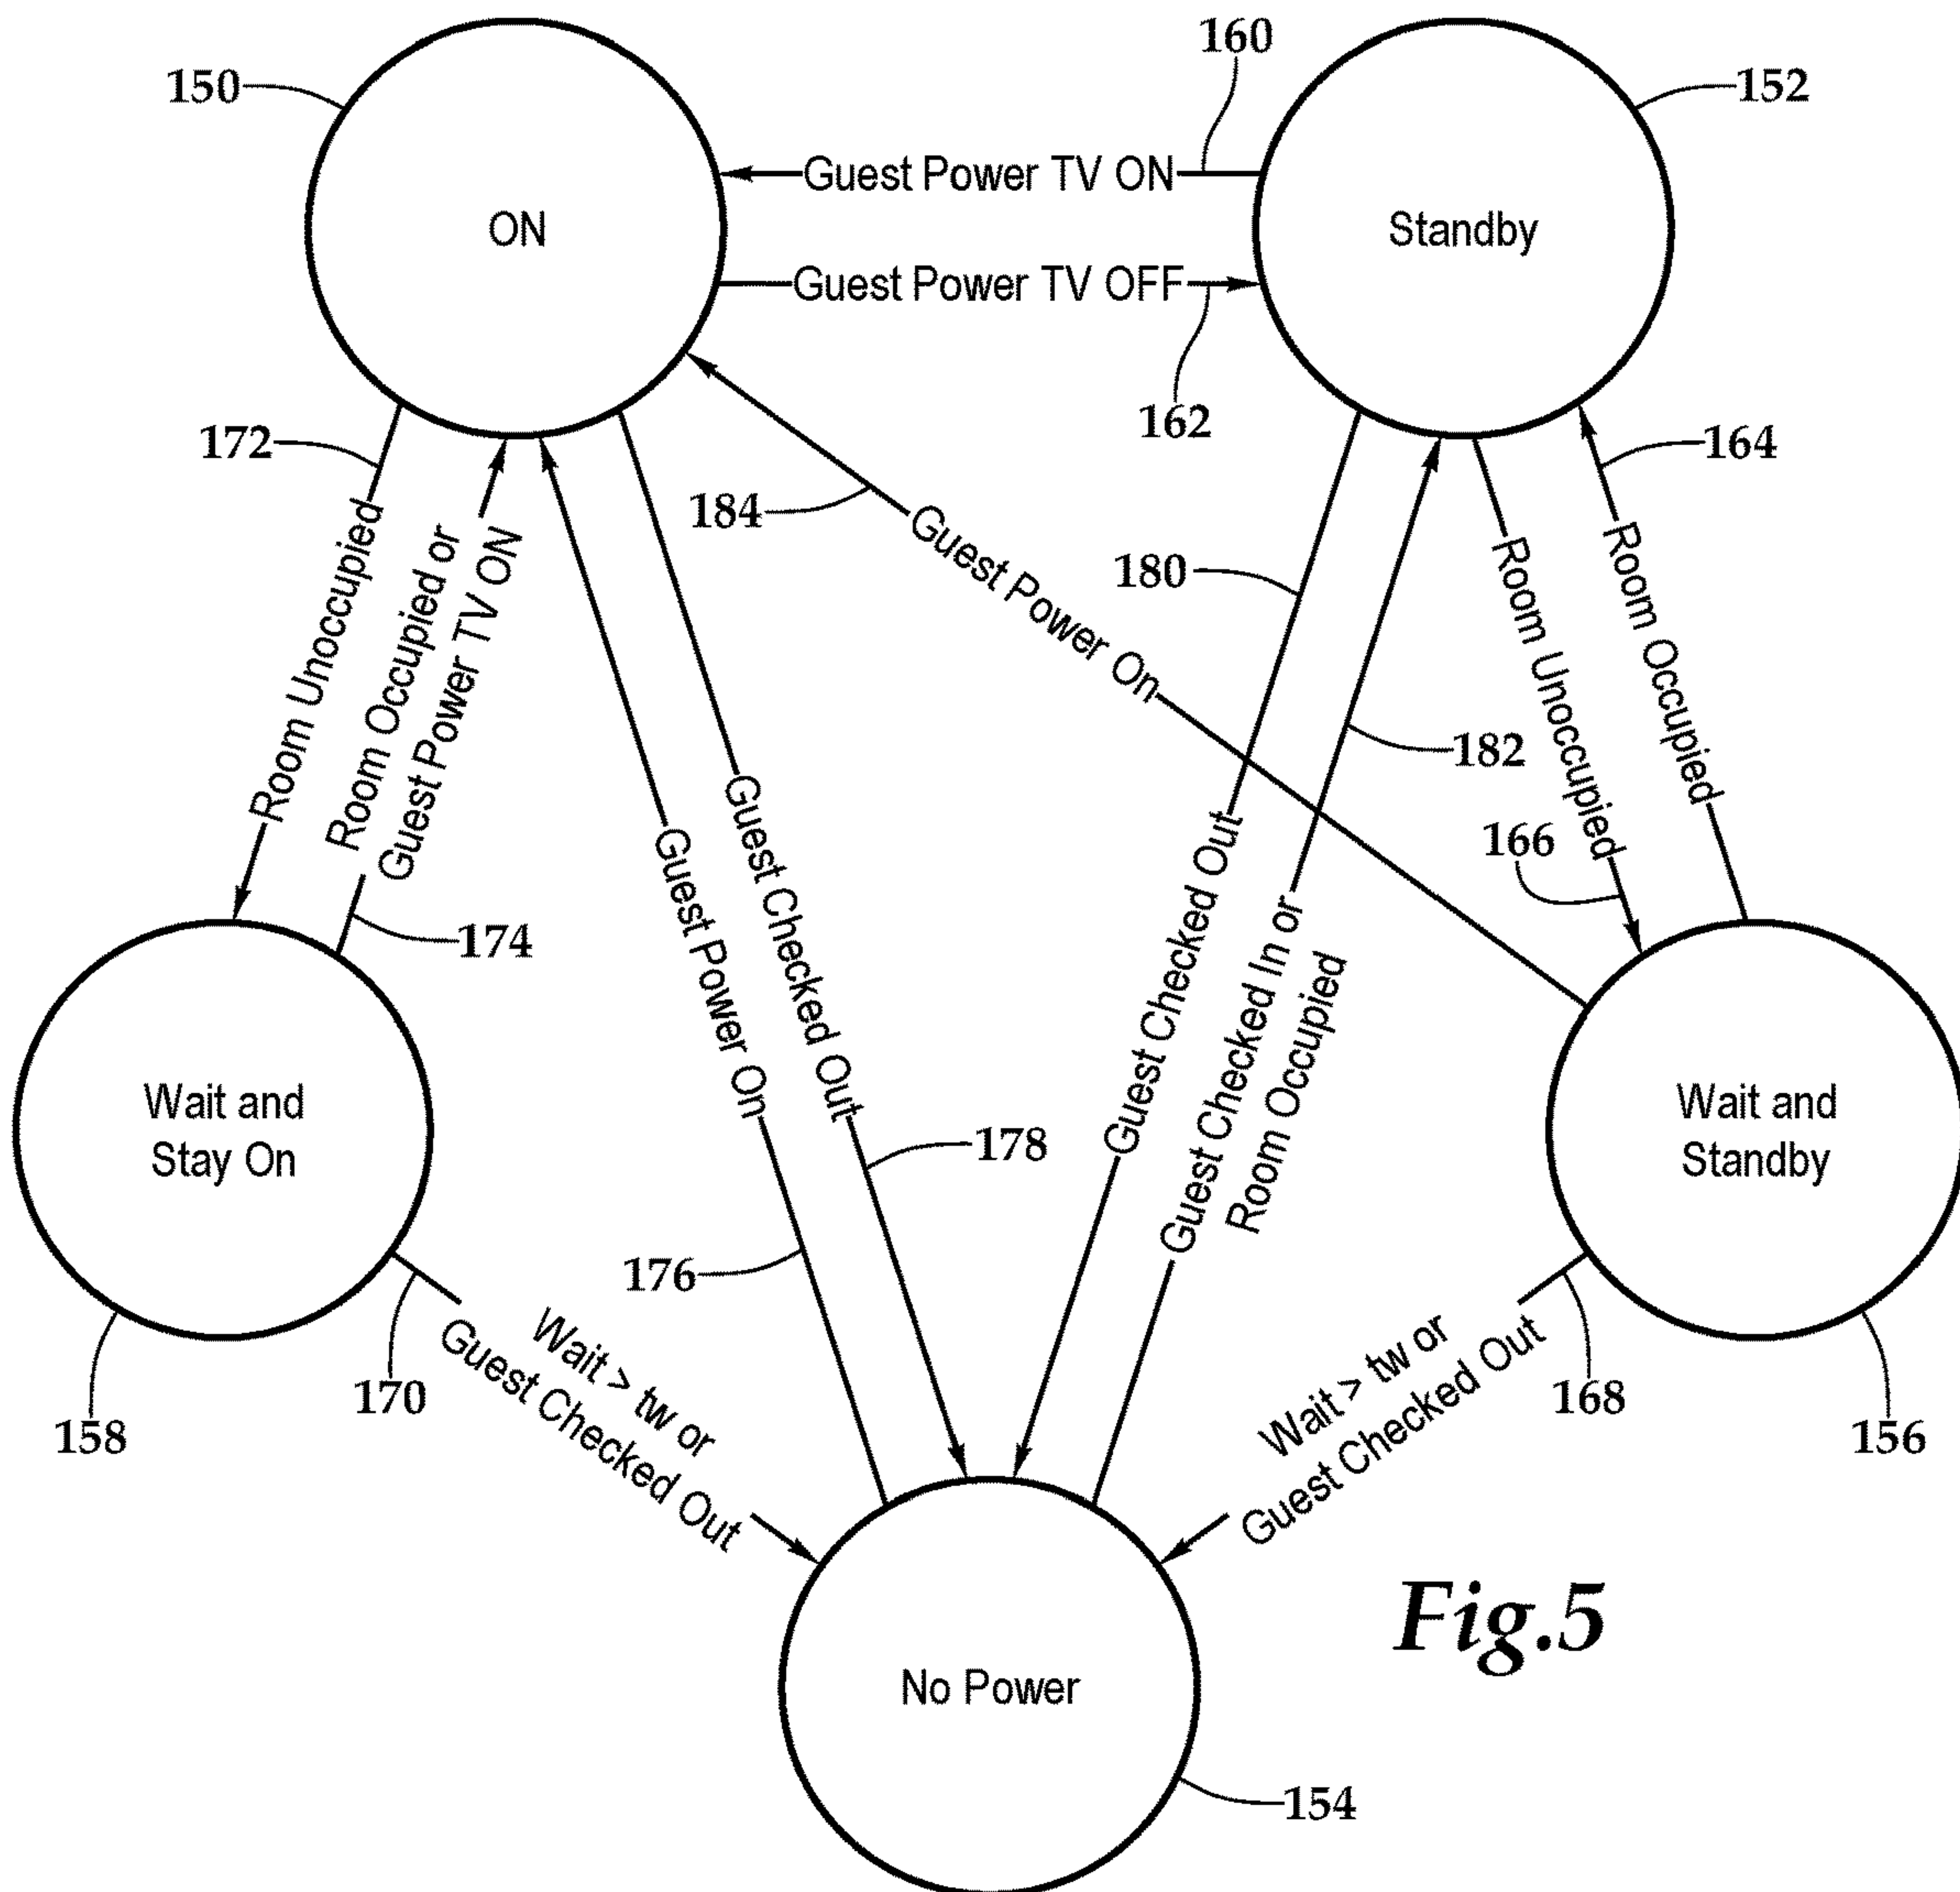 160
150
152
Guest Power TV ON
ON
Standby
Guest Power TV OFF
162
172
164
184
Room Unoccupied
Room Occupied or
Guest Power TV ON
Guest Power On
180
Room Unoccupied
Room Occupied
182
166
174
Guest Power On
Guest Checked Out
Guest Checked Out
Guest Checked In or
Room Occupied
Wait and
Stay On
178
Wait and
Standby
176
158
170
Wait > tw or
Guest Checked Out
Wait > tw or
Guest Checked Out
168
156
Fig.5
No Power
154